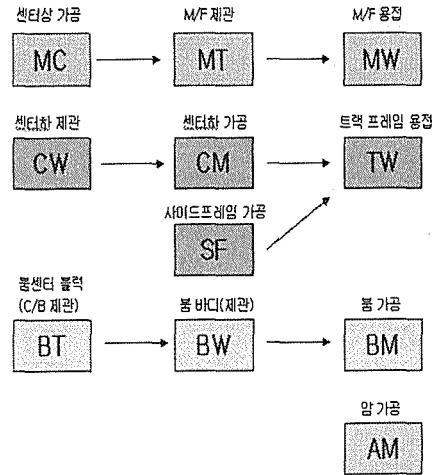 센터상 가공
M/F 제관
M/F 용접
MC
MT
MW
센터하 제관
센터하 가공
트랙 프레임 용접
CW
CM
TW
사이드프레임 가공
SF
붐센터 블럭
(C/B 제관)
붐 바디(제관)
붐 가공
BT
BW
BM
암 가공
AM